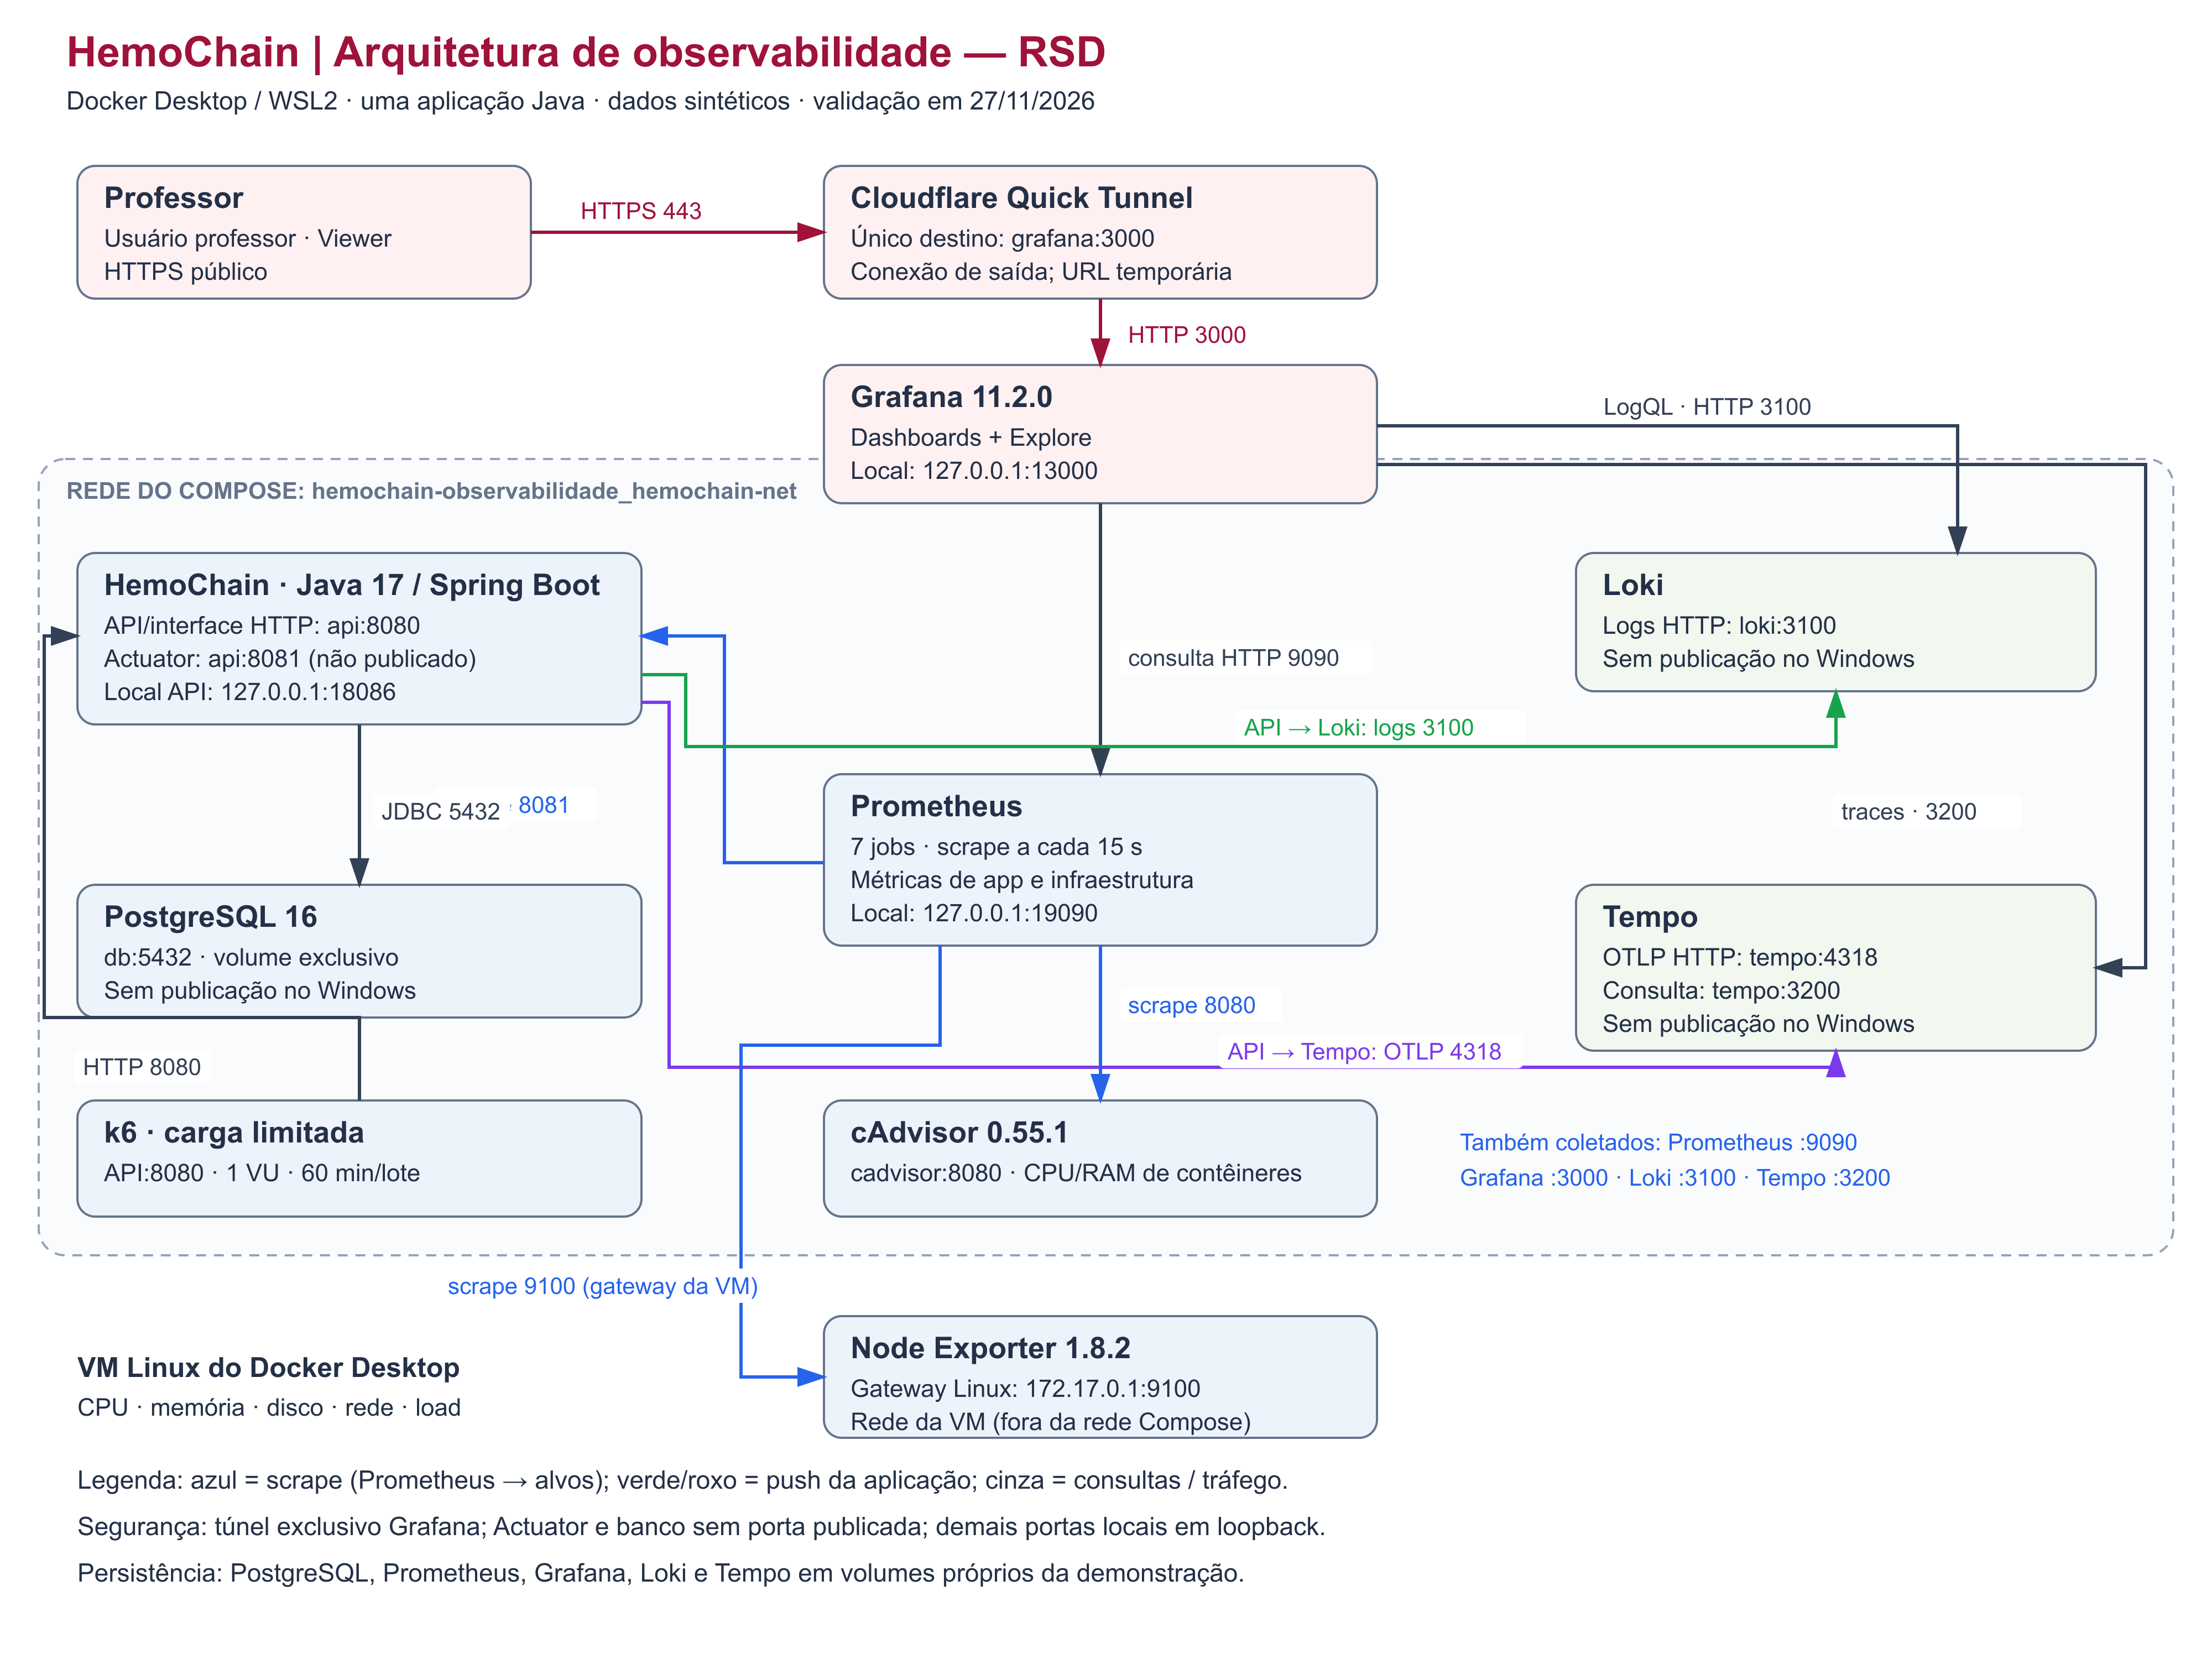 HemoChain | Arquitetura de observabilidade — RSD
Docker Desktop / WSL2 · uma aplicação Java · dados sintéticos · validação em 27/11/2026
Professor
Usuário professor · Viewer
HTTPS público
HTTPS 443
Cloudflare Quick Tunnel
Único destino: grafana:3000
Conexão de saída; URL temporária
HTTP 3000
Grafana 11.2.0
Dashboards + Explore
Local: 127.0.0.1:13000
LogQL · HTTP 3100
REDE DO COMPOSE: hemochain-observabilidade_hemochain-net
HemoChain · Java 17 / Spring Boot
API/interface HTTP: api:8080
Actuator: api:8081 (não publicado)
Local API: 127.0.0.1:18086
consulta HTTP 9090
Loki
Logs HTTP: loki:3100
Sem publicação no Windows
API → Loki: logs 3100
JDBC 5432
8081
Prometheus
7 jobs · scrape a cada 15 s
Métricas de app e infraestrutura
Local: 127.0.0.1:19090
traces · 3200
PostgreSQL 16
db:5432 · volume exclusivo
Sem publicação no Windows
Tempo
OTLP HTTP: tempo:4318
Consulta: tempo:3200
Sem publicação no Windows
scrape 8080
API → Tempo: OTLP 4318
HTTP 8080
k6 · carga limitada
API:8080 · 1 VU · 60 min/lote
cAdvisor 0.55.1
cadvisor:8080 · CPU/RAM de contêineres
Também coletados: Prometheus :9090
Grafana :3000 · Loki :3100 · Tempo :3200
scrape 9100 (gateway da VM)
VM Linux do Docker Desktop
CPU · memória · disco · rede · load
Node Exporter 1.8.2
Gateway Linux: 172.17.0.1:9100
Rede da VM (fora da rede Compose)
Legenda: azul = scrape (Prometheus → alvos); verde/roxo = push da aplicação; cinza = consultas / tráfego.
Segurança: túnel exclusivo Grafana; Actuator e banco sem porta publicada; demais portas locais em loopback.
Persistência: PostgreSQL, Prometheus, Grafana, Loki e Tempo em volumes próprios da demonstração.